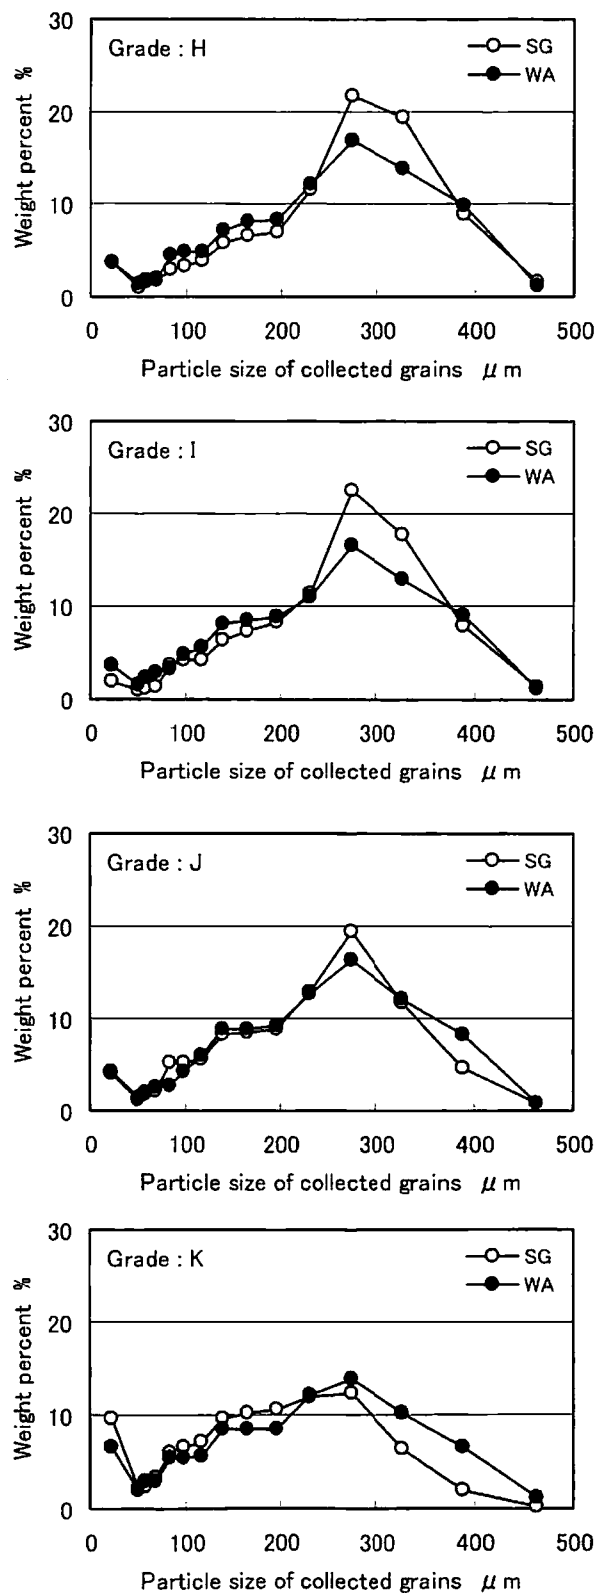 30
Grade : H
SG
WA
20
10
0
Weight percent %
0 100 200 300 400 500
Particle size of collected grains μm
30
Grade : I
SG
WA
20
10
0
Weight percent %
0 100 200 300 400 500
Particle size of collected grains μm
30
Grade : J
SG
WA
20
10
0
Weight percent %
0 100 200 300 400 500
Particle size of collected grains μm
30
Grade : K
SG
WA
20
10
0
Weight percent %
0 100 200 300 400 500
Particle size of collected grains μm